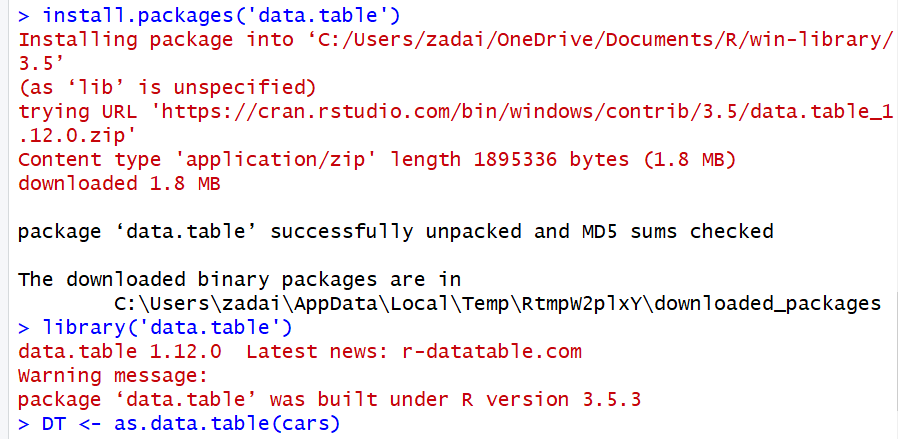 > install.packages('data.table')
Installing package into ‘C:/Users/zadai/OneDrive/Documents/R/win-library/
3.5’
(as ‘lib’ is unspecified)
trying URL 'https://cran.rstudio.com/bin/windows/contrib/3.5/data.table_1
.12.0.zip'
Content type 'application/zip' length 1895336 bytes (1.8 MB)
downloaded 1.8 MB
package ‘data.table’ successfully unpacked and MD5 sums checked
The downloaded binary packages are in
C:\Users\zadai\AppData\Local\Temp\RtmpW2plxY\downloaded_packages
> library('data.table')
data.table 1.12.0  Latest news: r-datatable.com
Warning message:
package ‘data.table’ was built under R version 3.5.3
> DT <- as.data.table(cars)